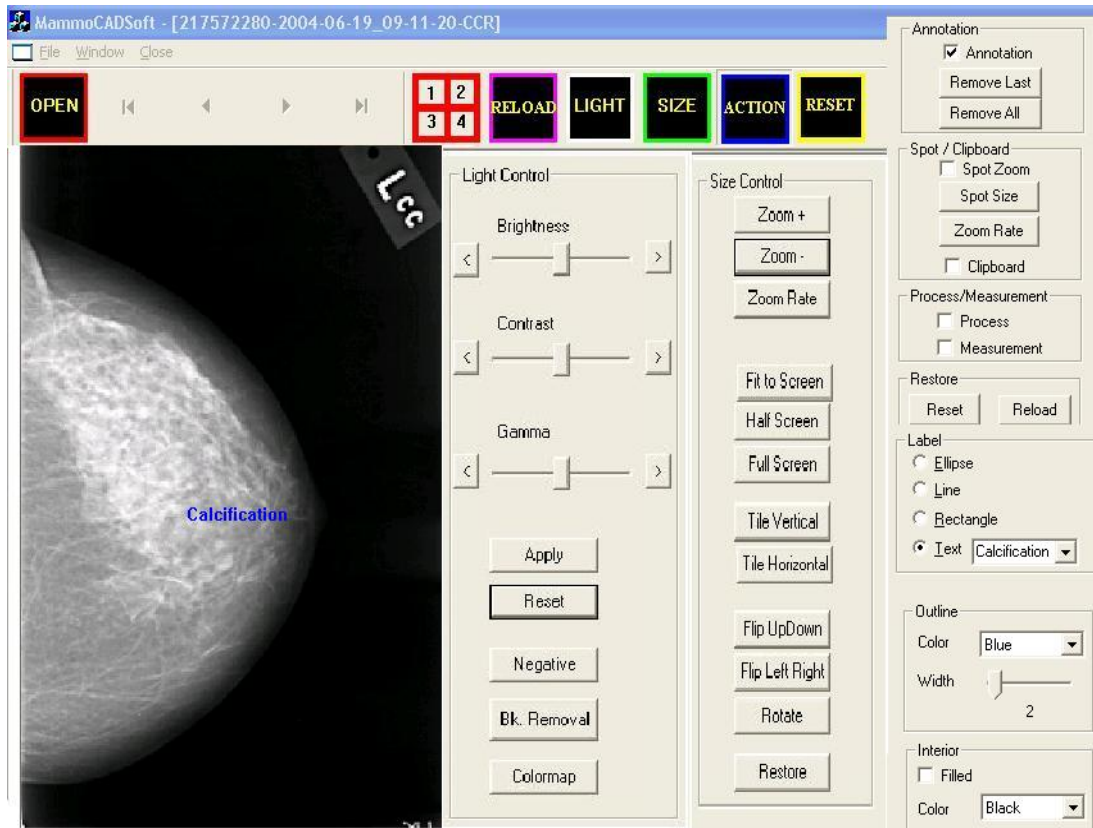 MammoCADSoft - [217572280-2004-06-19_09-11-20-CCR]
File Window Close
OPEN
1 2
3 4
RELOAD
LIGHT
SIZE
ACTION
RESET
Lcc
Calcification
Light Control
Brightness
< >
Contrast
< >
Gamma
< >
Apply
Reset
Negative
Bk. Removal
Colormap
Size Control
Zoom +
Zoom -
Zoom Rate
Fit to Screen
Half Screen
Full Screen
Tile Vertical
Tile Horizontal
Flip UpDown
Flip Left Right
Rotate
Restore
Annotation
Annotation
Remove Last
Remove All
Spot / Clipboard
Spot Zoom
Spot Size
Zoom Rate
Clipboard
Process/Measurement
Process
Measurement
Restore
Reset Reload
Label
Ellipse
Line
Rectangle
Text Calcification
Outline
Color Blue
Width
2
Interior
Filled
Color Black